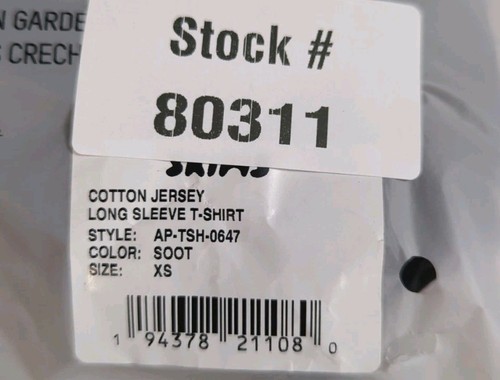 N GARDE
S CRECH
Stock #
80311
SKIMS
COTTON JERSEY
LONG SLEEVE T-SHIRT
STYLE: AP-TSH-0647
COLOR: SOOT
SIZE: XS
1 94378 21108 0